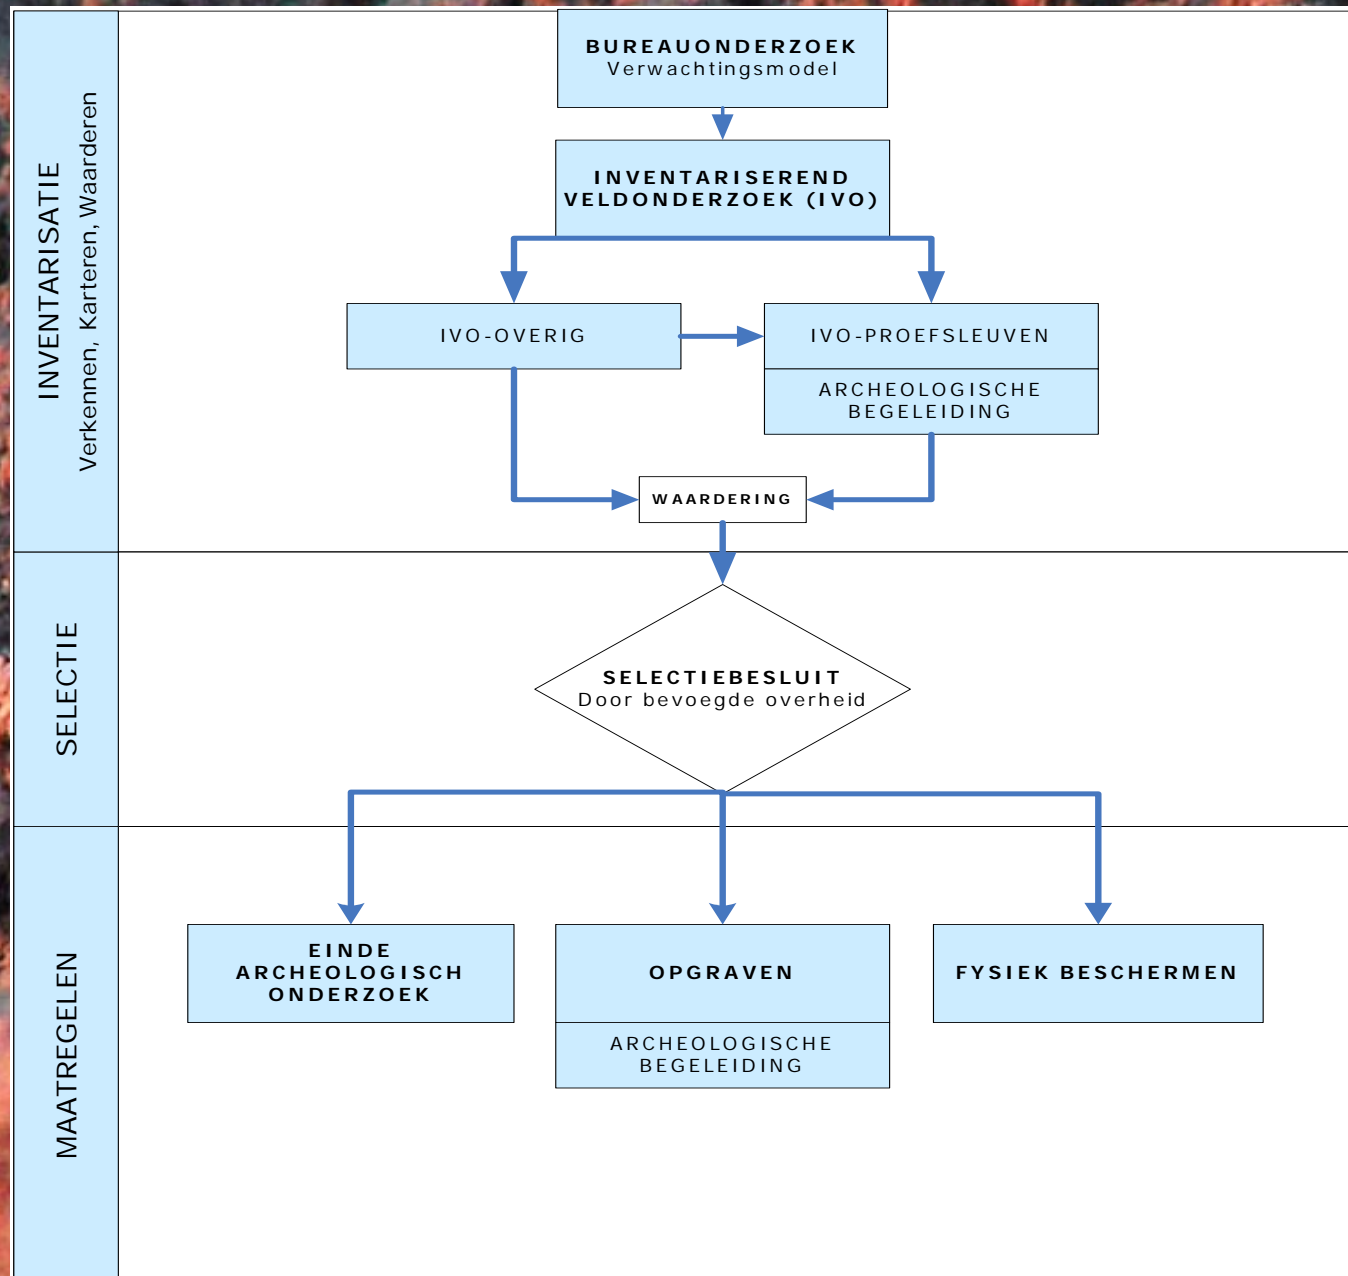 INVENTARISATIE
Verkennen, Karteren, Waarderen
BUREAUONDERZOEK
Verwachtingsmodel
INVENTARISEREND
VELDONDERZOEK (IVO)
IVO-OVERIG
IVO-PROEFSLEUVEN
ARCHEOLOGISCHE
BEGELEIDING
WAARDERING
SELECTIE
SELECTIEBESLUIT
Door bevoegde overheid
MAATREGELEN
EINDE
ARCHEOLOGISCH
ONDERZOEK
OPGRAVEN
ARCHEOLOGISCHE
BEGELEIDING
FYSIEK BESCHERMEN